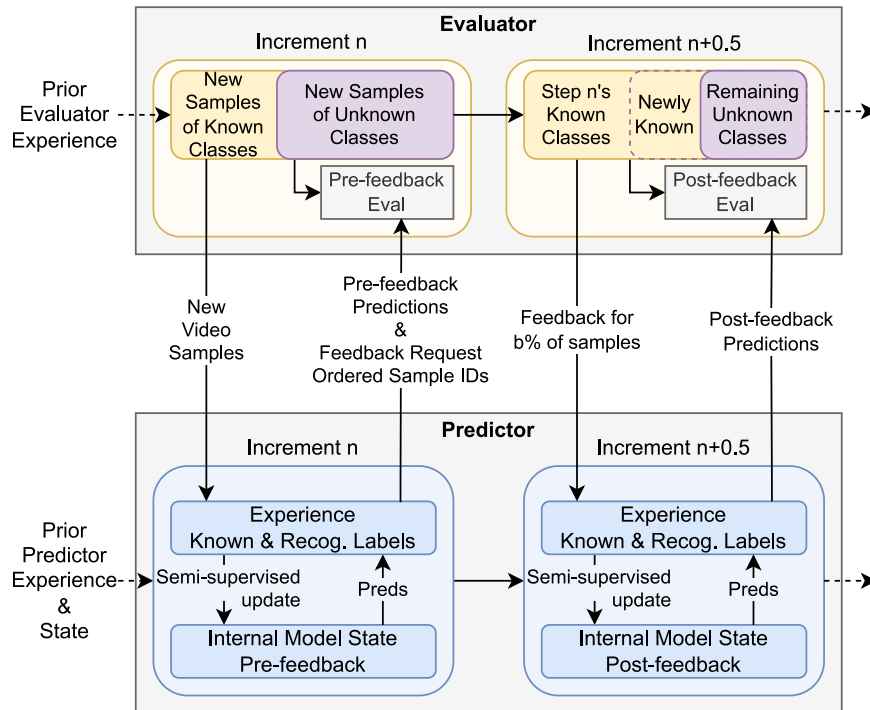 Evaluator
Increment n
Increment n+0.5
Prior
Evaluator
Experience
New
Samples
of Known
Classes
New Samples
of Unknown
Classes
Step n's
Known
Classes
Newly
Known
Remaining
Unknown
Classes
Pre-feedback
Eval
Post-feedback
Eval
New
Video
Samples
Pre-feedback
Predictions
&
Feedback Request
Ordered Sample IDs
Feedback for
b% of samples
Post-feedback
Predictions
Predictor
Increment n
Increment n+0.5
Prior
Predictor
Experience
&
State
Experience
Known & Recog. Labels
Semi-supervised
update
Preds
Internal Model State
Pre-feedback
Experience
Known & Recog. Labels
Semi-supervised
update
Preds
Internal Model State
Post-feedback